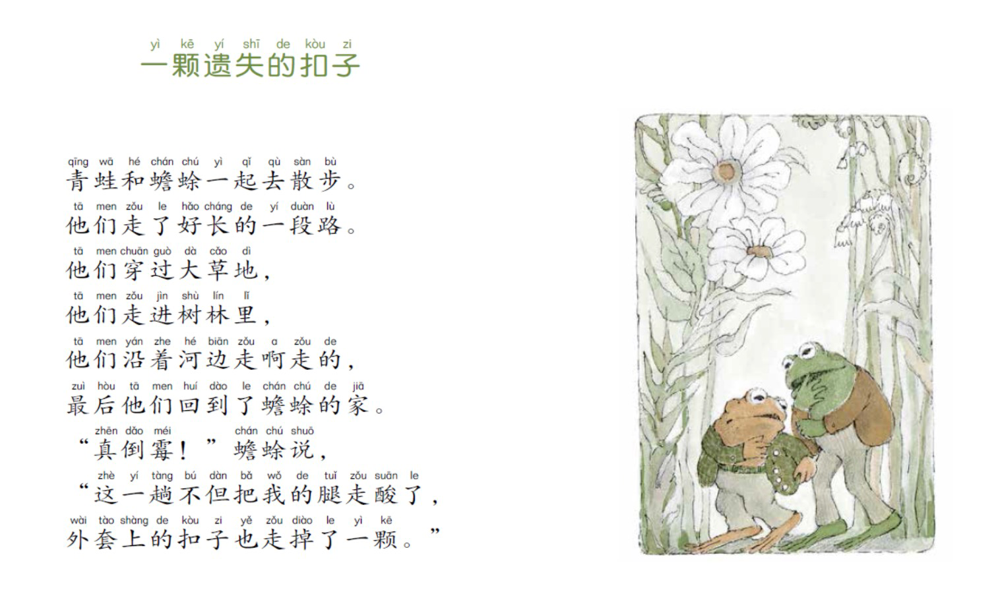 yì kē yí shī de kòu zi
一颗遗失的扣子
qīng wā hé chán chú yì qǐ qù sàn bù
青蛙和蟾蜍一起去散步。
tā men zǒu le hǎo cháng de yí duàn lù
他们走了好长的一段路。
tā men chuān guò dà cǎo dì
他们穿过大草地，
tā men zǒu jìn shù lín lǐ
他们走进树林里，
tā men yán zhe hé biān zǒu a zǒu de
他们沿着河边走啊走的，
zuì hòu tā men huí dào le chán chú de jiā
最后他们回到了蟾蜍的家。
zhēn dǎo méi chán chú shuō
“真倒霉！”蟾蜍说，
zhè yí tàng bú dàn bǎ wǒ de tuǐ zǒu suān le
“这一趟不但把我的腿走酸了，
wài tào shàng de kòu zi yě zǒu diào le yì kē
外套上的扣子也走掉了一颗。”